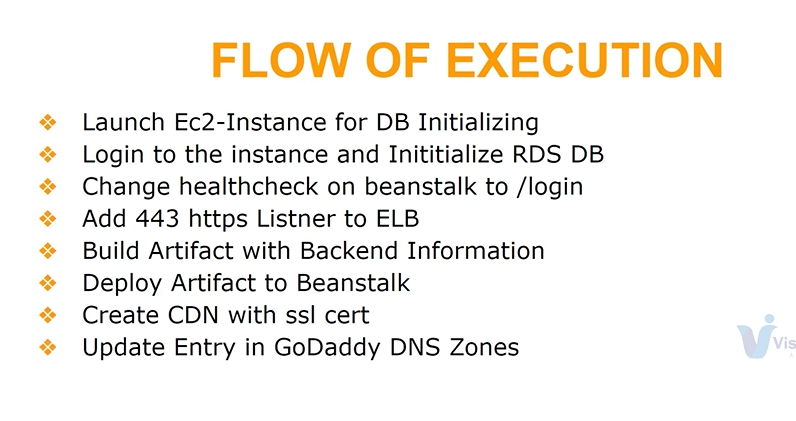 FLOW OF EXECUTION
❖ Launch Ec2-Instance for DB Initializing
❖ Login to the instance and Inititialize RDS DB
❖ Change healthcheck on beanstalk to /login
❖ Add 443 https Listner to ELB
❖ Build Artifact with Backend Information
❖ Deploy Artifact to Beanstalk
❖ Create CDN with ssl cert
❖ Update Entry in GoDaddy DNS Zones
Vis